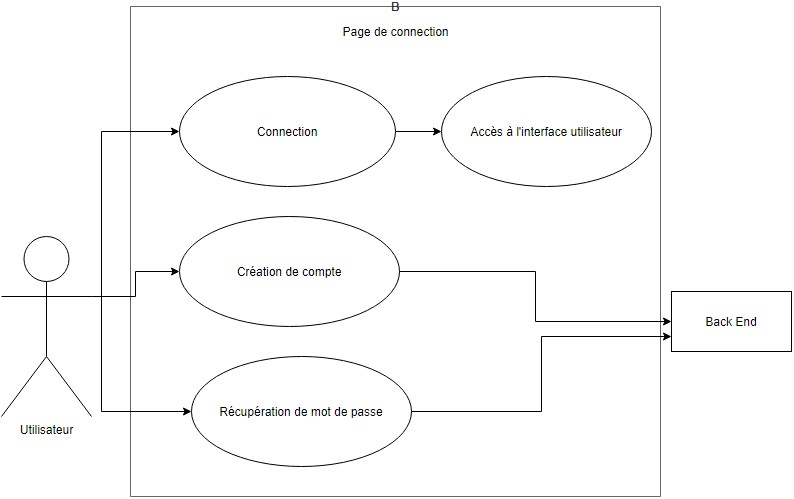 B
Page de connection
Connection
Accès à l'interface utilisateur
Création de compte
Back End
Récupération de mot de passe
Utilisateur